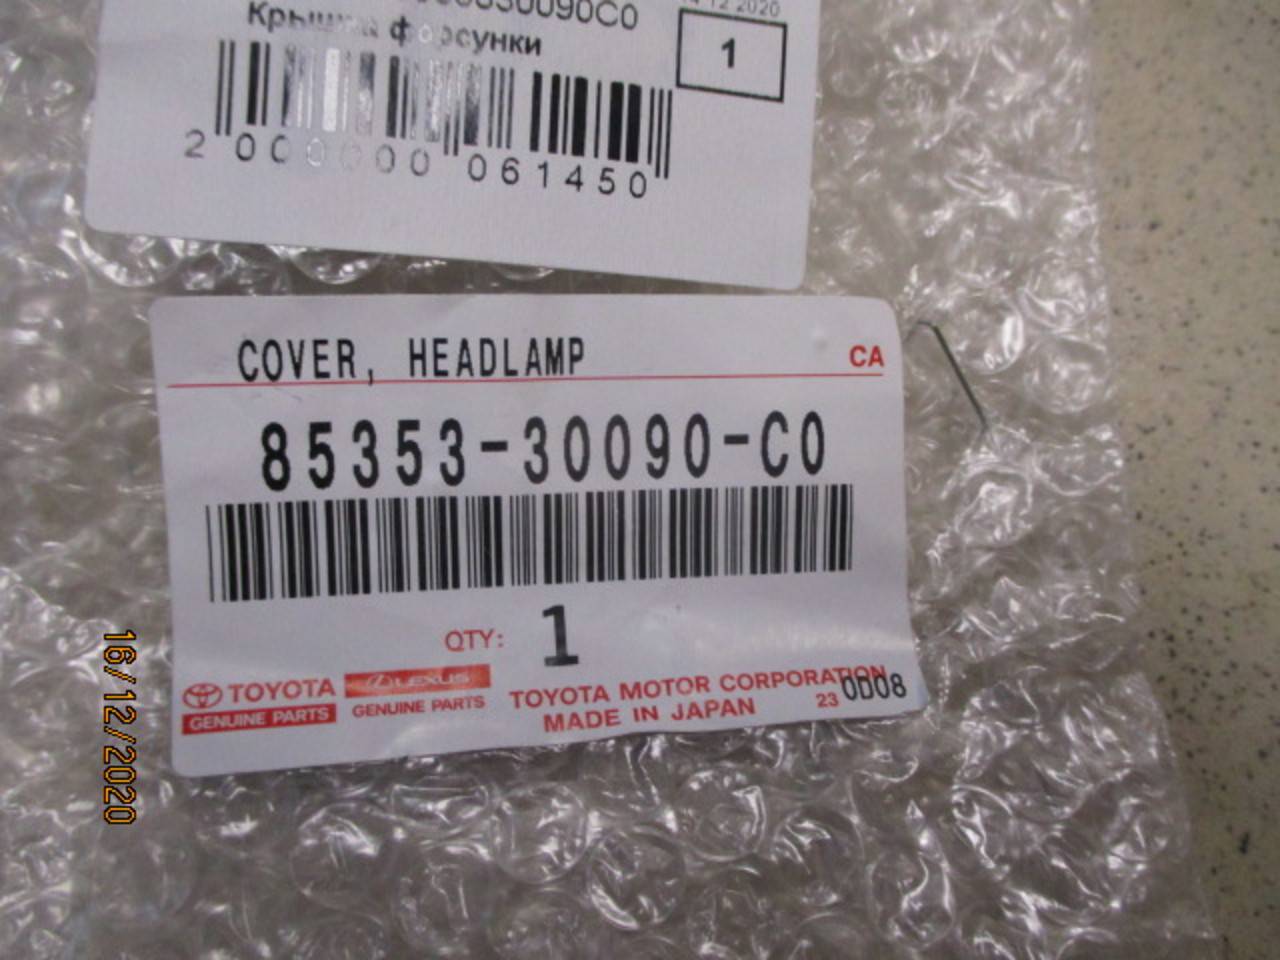 30090C0
Крышка форсунки
1
2 000000 061450
COVER, HEADLAMP
CA
85353-30090-C0
QTY: 1
TOYOTA
GENUINE PARTS
LEXUS
GENUINE PARTS
TOYOTA MOTOR CORPORATION
MADE IN JAPAN
23 0D08
16/12/2020